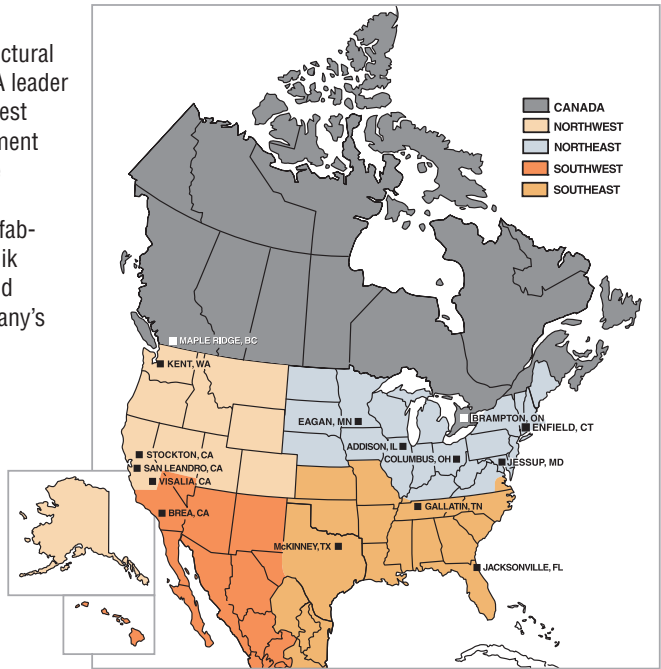 ctural
A leader
est
ment
fab-
ik
d
any's
CANADA
NORTHWEST
NORTHEAST
SOUTHWEST
SOUTHEAST
MAPLE RIDGE, BC
KENT, WA
EAGAN, MN
BRAMPTON, ON
ENFIELD, CT
ADDISON, IL
COLUMBUS, OH
JESSUP, MD
STOCKTON, CA
SAN LEANDRO, CA
VISALIA, CA
BREA, CA
GALLATIN, TN
McKINNEY, TX
JACKSONVILLE, FL